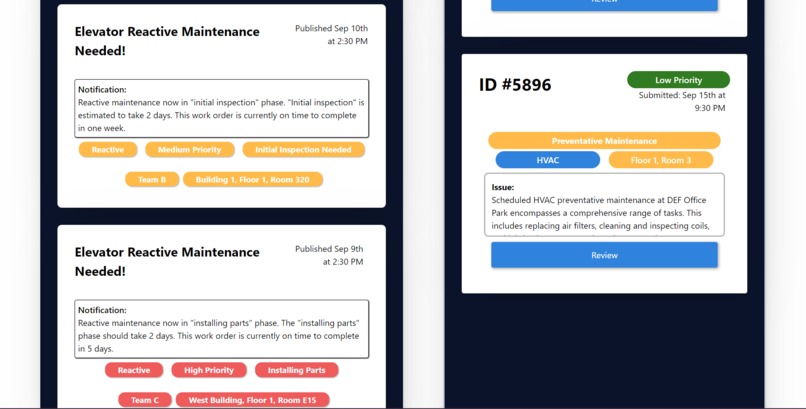 Elevator Reactive Maintenance
Needed!
Published Sep 10th
at 2:30 PM
Notification:
Reactive maintenance now in "initial inspection" phase. "Initial inspection" is
estimated to take 2 days. This work order is currently on time to complete
in one week.
Reactive
Medium Priority
Initial Inspection Needed
Team B
Building 1, Floor 1, Room 320
Elevator Reactive Maintenance
Needed!
Published Sep 9th
at 2:30 PM
Notification:
Reactive maintenance now in "installing parts" phase. The "installing parts"
phase should take 2 days. This work order is currently on time to complete
in 5 days.
Reactive
High Priority
Installing Parts
Team C
West Building, Floor 1, Room E15
Review
ID #5896
Low Priority
Submitted: Sep 15th at
9:30 PM
Preventative Maintenance
HVAC
Floor 1, Room 3
Issue:
Scheduled HVAC preventative maintenance at DEF Office
Park encompasses a comprehensive range of tasks. This
includes replacing air filters, cleaning and inspecting coils,
Review